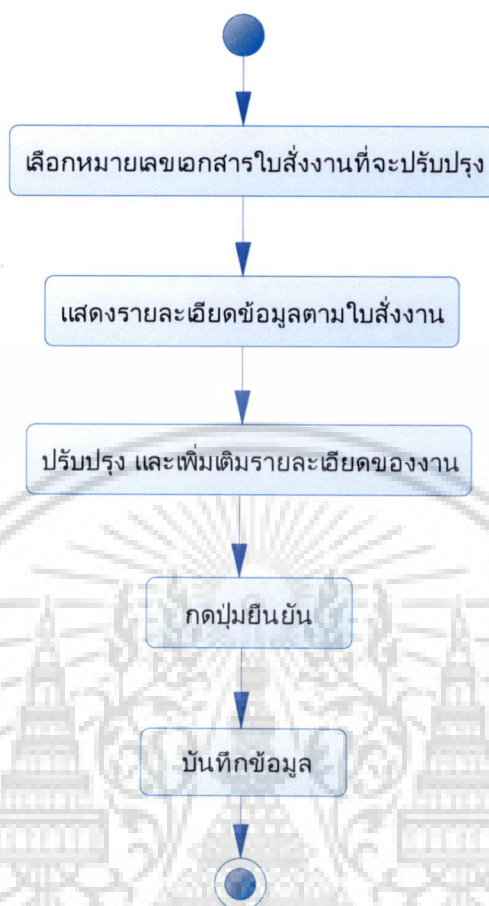 เลือกหมายเลขเอกสารใบสั่งงานที่จะปรับปรุง
แสดงรายละเอียดข้อมูลตามใบสั่งงาน
ปรับปรุง และเพิ่มเติมรายละเอียดของงาน
กดปุ่มยืนยัน
บันทึกข้อมูล